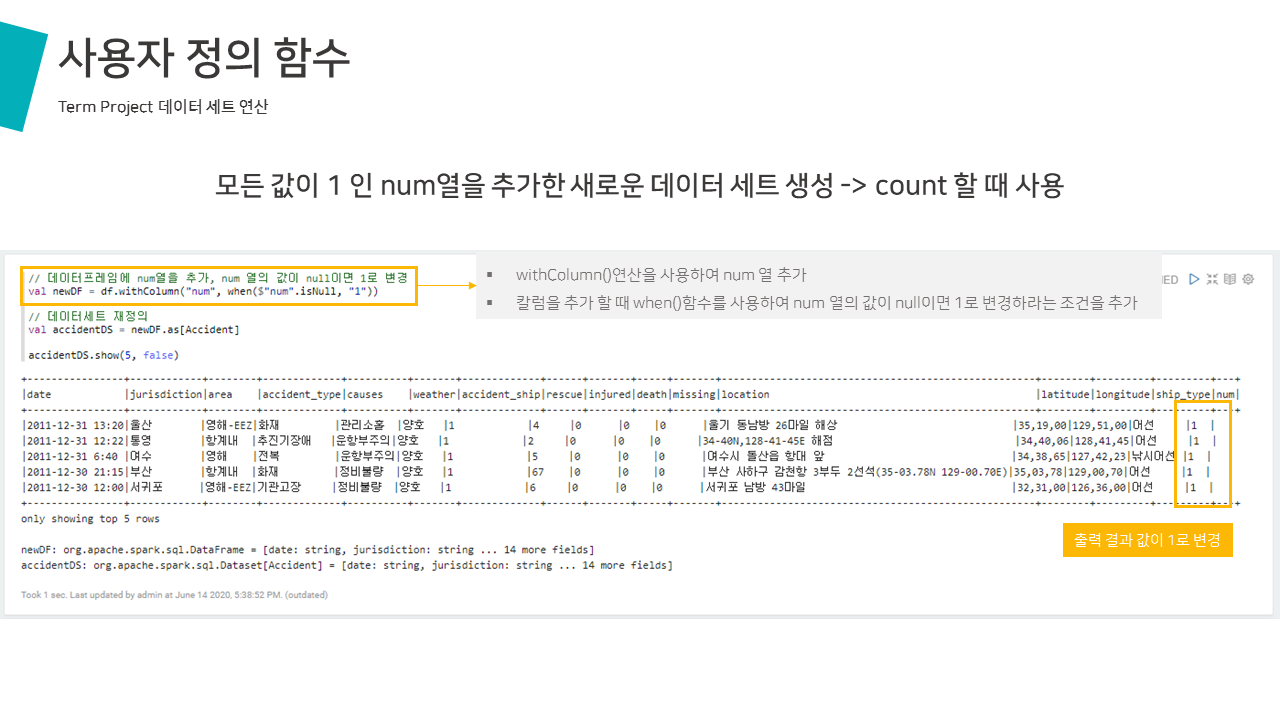 사용자 정의 함수
Term Project 데이터 세트 연산
모든 값이 1 인 num열을 추가한 새로운 데이터 세트 생성 -> count 할 때 사용
// 데이터프레임에 num열을 추가, num 열의 값이 null이면 1로 변경
val newDF = df.withColumn("num", when($"num".isNull, "1"))
▪ withColumn()연산을 사용하여 num 열 추가
▪ 칼럼을 추가 할 때 when()함수를 사용하여 num 열의 값이 null이면 1로 변경하라는 조건을 추가
// 데이터세트 재정의
val accidentDS = newDF.as[Accident]
accidentDS.show(5, false)
|date |jurisdiction|area |accident_type|causes |weather|accident_ship|rescue|injured|death|missing|location |latitude|longitude|ship_type|num|
|2011-12-31 13:20|울산 |영해-EEZ|화재 |관리소홀 |양호 |1 |4 |0 |0 |0 |울기 동남방 26마일 해상 |35,19,00|129,51,00|어선 |1 |
|2011-12-31 12:22|통영 |항계내 |추진기장애 |운항부주의|양호 |1 |2 |0 |0 |0 |34-40N,128-41-45E 해점 |34,40,06|128,41,45|어선 |1 |
|2011-12-31 6:40 |여수 |영해 |전복 |운항부주의|양호 |1 |5 |0 |0 |0 |여수시 돌산읍 항대 앞 |34,38,65|127,42,23|낚시어선|1 |
|2011-12-30 21:15|부산 |항계내 |화재 |정비불량 |양호 |1 |67 |0 |0 |0 |부산 사하구 감천항 3부두 2선석(35-03.78N 129-00.70E)|35,03,78|129,00,70|어선 |1 |
|2011-12-30 12:00|서귀포 |영해-EEZ|기관고장 |정비불량 |양호 |1 |6 |0 |0 |0 |서귀포 남방 43마일 |32,31,00|126,36,00|어선 |1 |
only showing top 5 rows
출력 결과 값이 1로 변경
newDF: org.apache.spark.sql.DataFrame = [date: string, jurisdiction: string ... 14 more fields]
accidentDS: org.apache.spark.sql.Dataset[Accident] = [date: string, jurisdiction: string ... 14 more fields]
Took 1 sec. Last updated by admin at June 14 2020, 5:38:52 PM. (outdated)